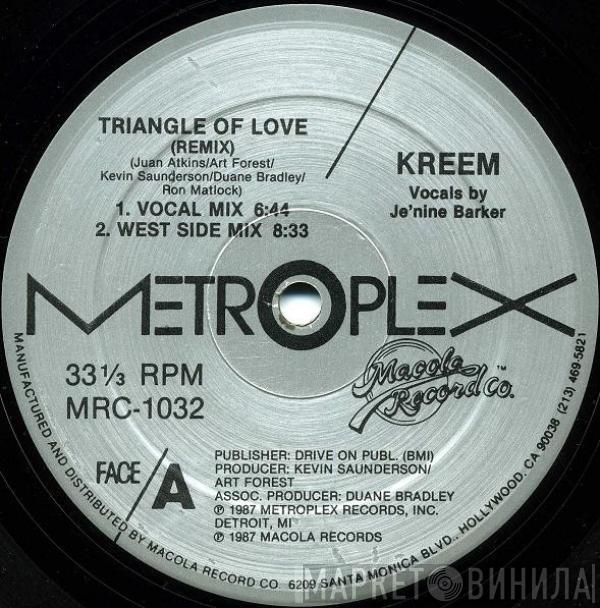 TRIANGLE OF LOVE
(REMIX)
(Juan Atkins/Art Forest/
Kevin Saunderson/Duane Bradley/
Ron Matlock)
1. VOCAL MIX 6:44
2. WEST SIDE MIX 8:33
KREEM
Vocals by
Je'nine Barker
METROPLEX
33 1/3 RPM
MRC-1032
Macola
Record Co.™
FACE/A
PUBLISHER: DRIVE ON PUBL. (BMI)
PRODUCER: KEVIN SAUNDERSON/
ART FOREST
ASSOC. PRODUCER: DUANE BRADLEY
℗ 1987 METROPLEX RECORDS, INC.
DETROIT, MI
℗ 1987 MACOLA RECORDS
MANUFACTURED AND DISTRIBUTED BY MACOLA RECORD CO. 6209 SANTA MONICA BLVD., HOLLYWOOD, CA 90038 (213) 469-5821
МАРКЕТ ВИНИЛА